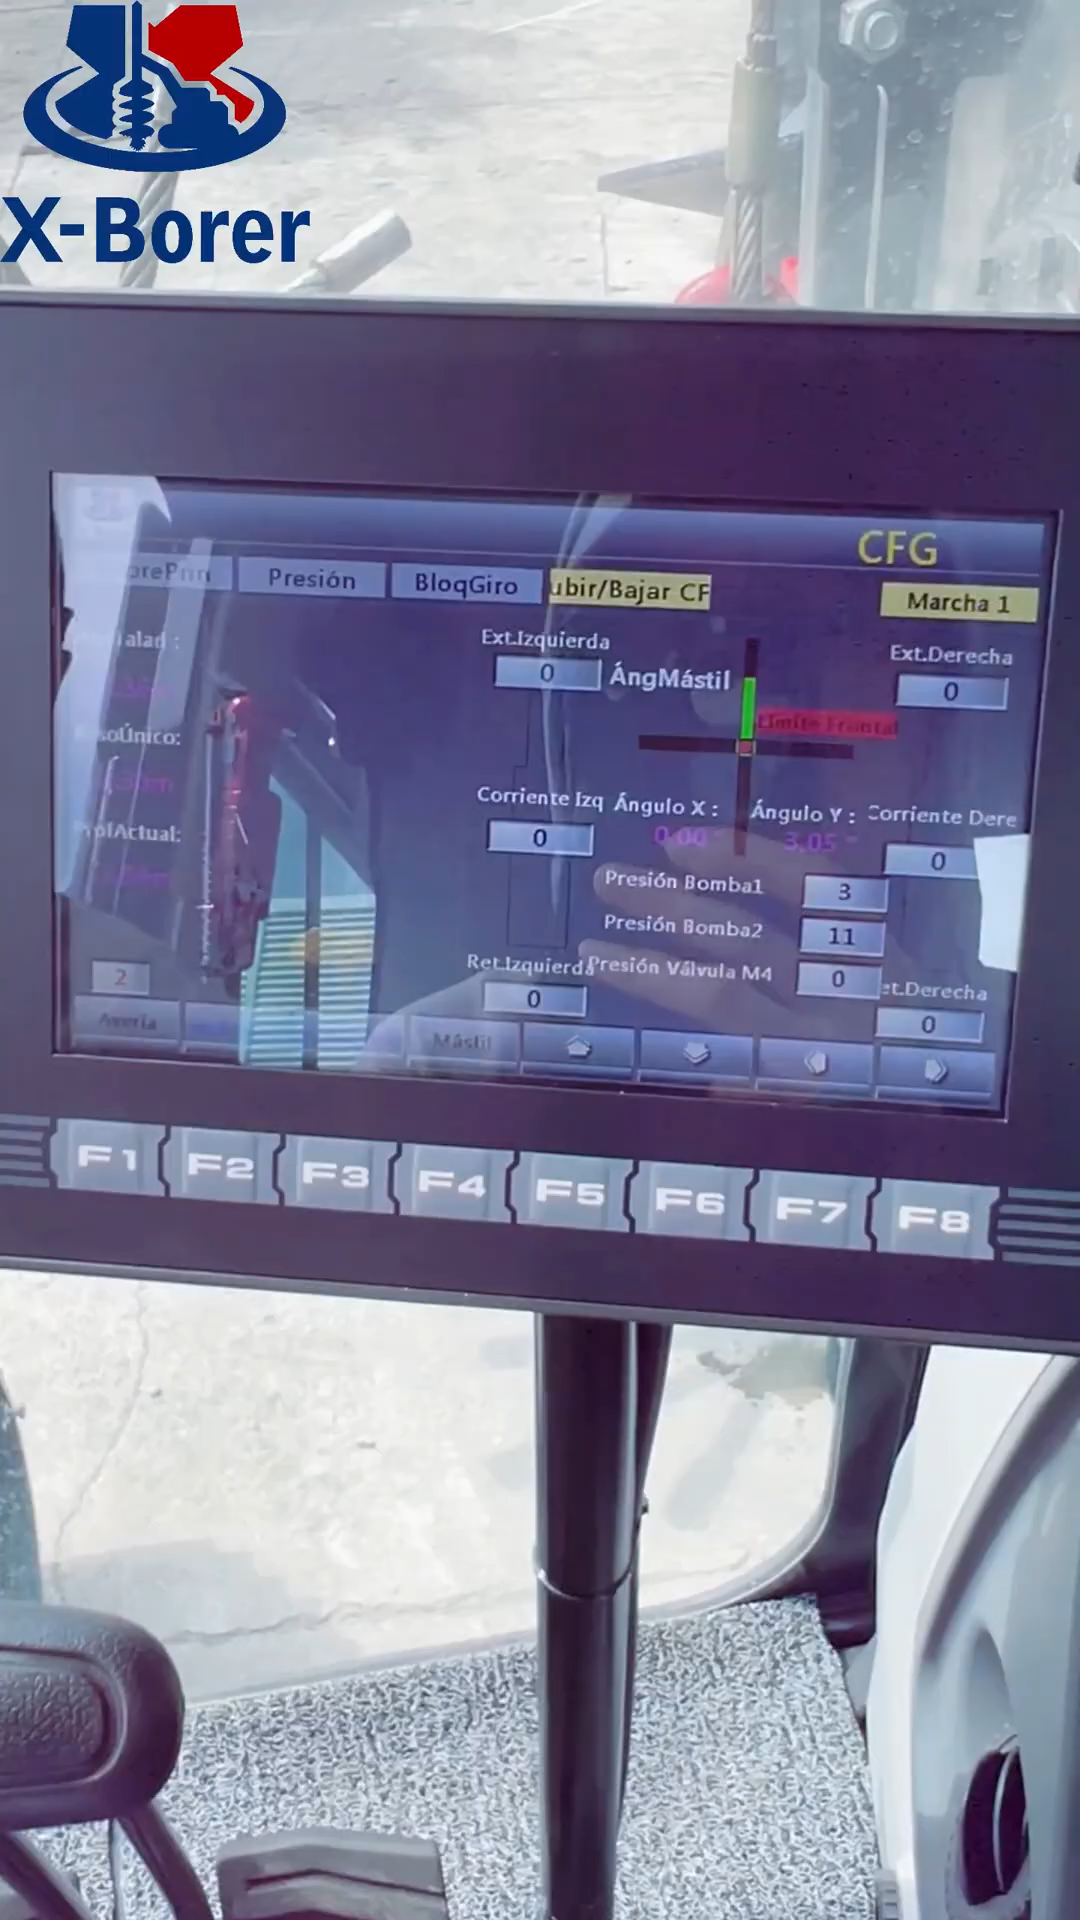 X-Borer
CFG
Presión
BloqGiro
ubir/Bajar CF
Marcha 1
Ext.Izquierda
0
ÁngMástil
Ext.Derecha
0
Límite Frontal
Corriente Izq
0
Ángulo X :
0.00
Ángulo Y :
3.05
Corriente Dere
0
Presión Bomba1
3
Presión Bomba2
11
Presión Válvula M4
0
Ret.Izquierda
0
et.Derecha
0
oÚnico:
ofActual:
2
Avería
Mástil
F1
F2
F3
F4
F5
F6
F7
F8